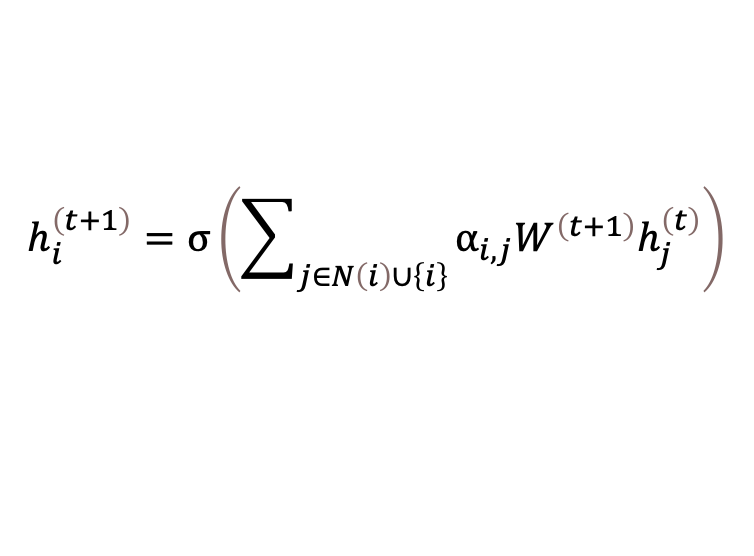 h_i^{(t+1)} = σ(∑_{j∈N(i)∪{i}} α_{i,j}W^{(t+1)}h_j^{(t)})